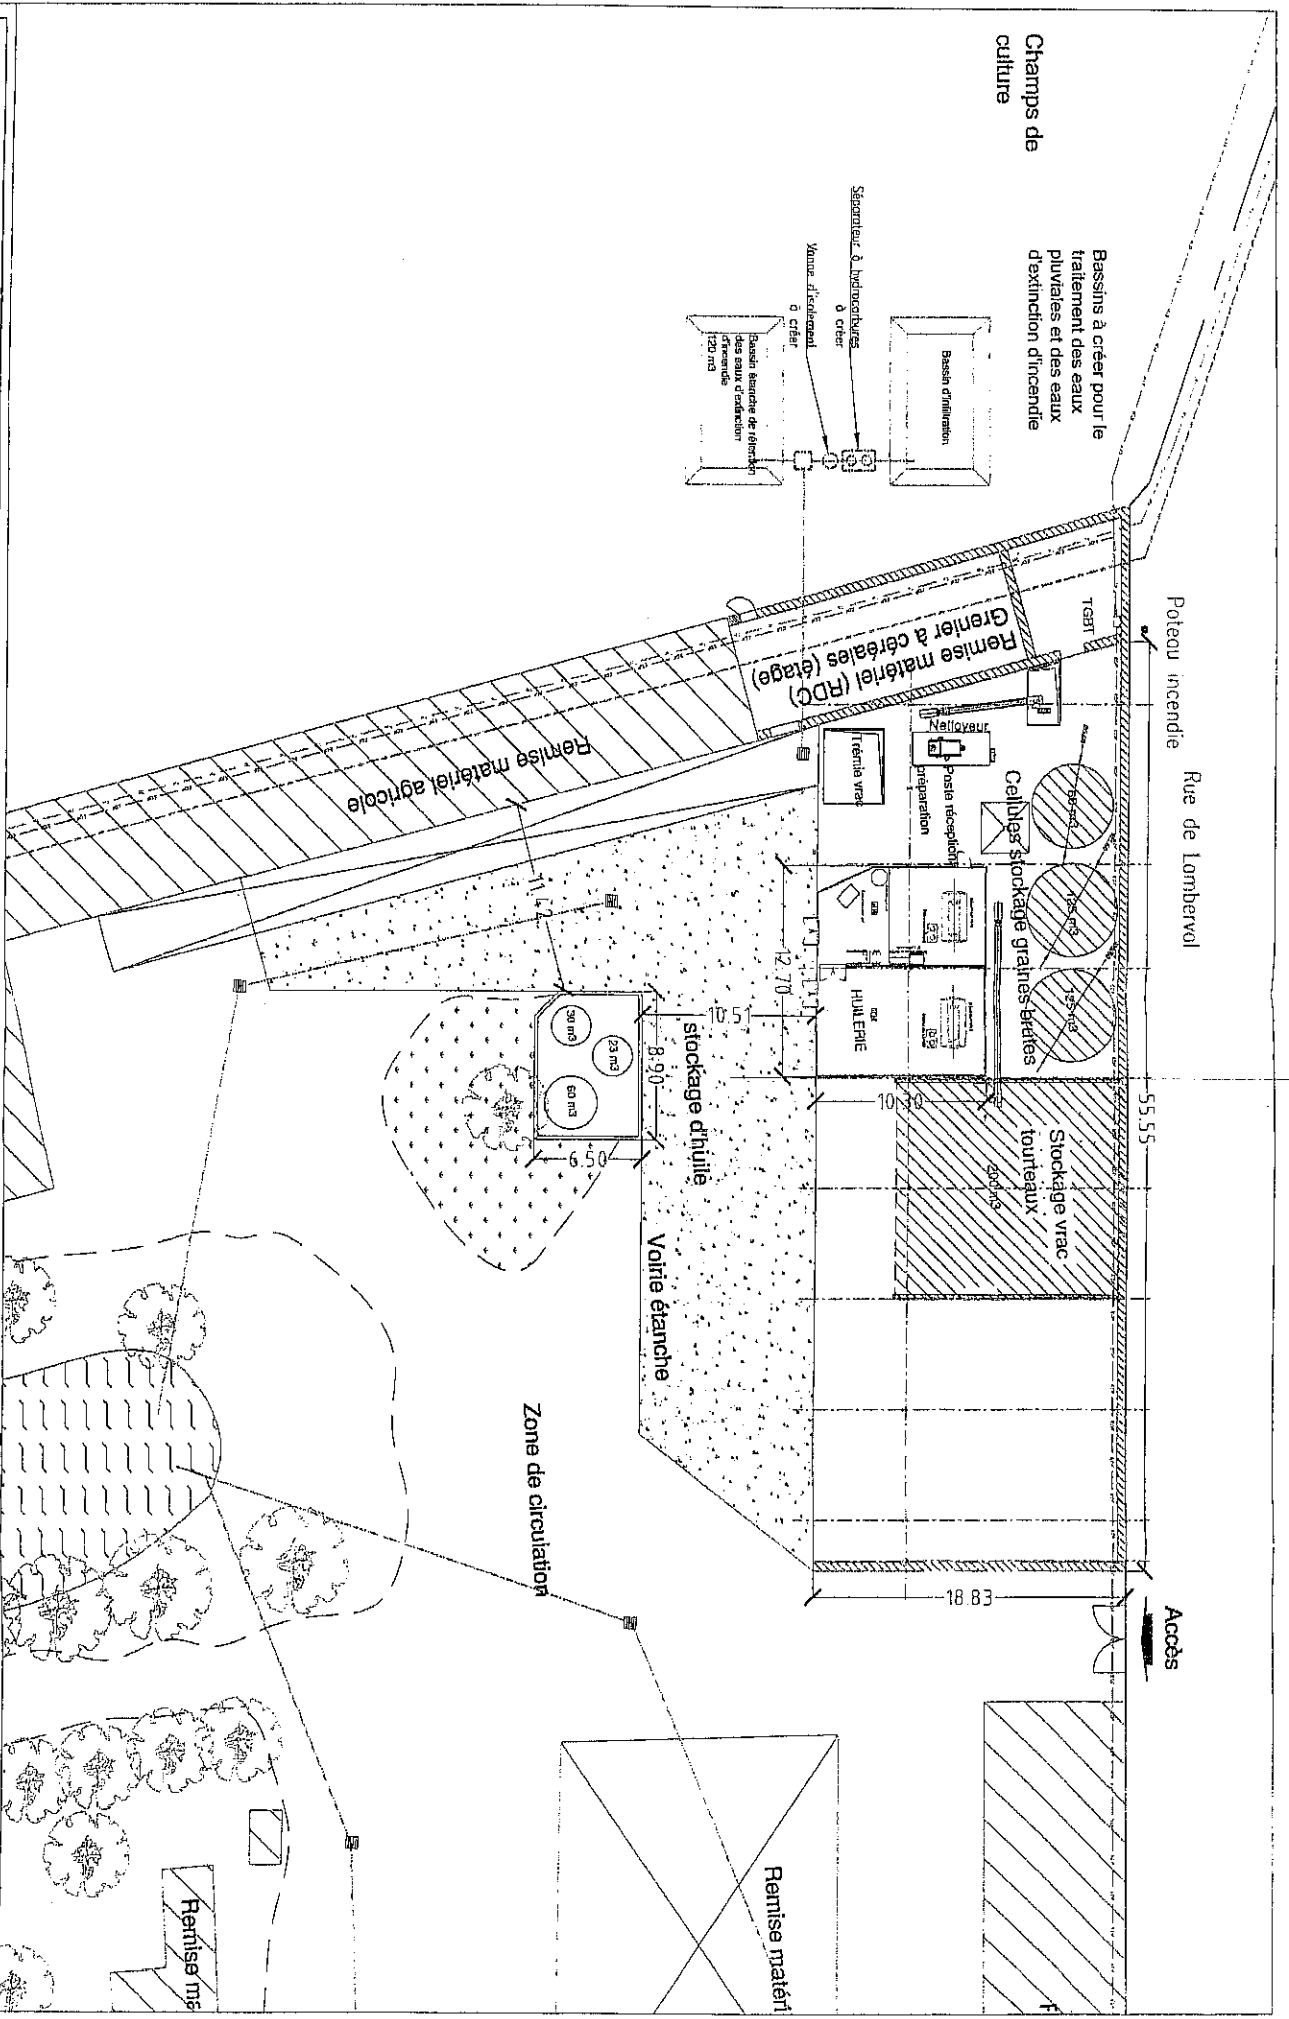 Champs de
culture
Bassins à créer pour le
traitement des eaux
pluviales et des eaux
d'extinction d'incendie
Séparateur à hydrocarbures
à créer
Vanne d'isolement
à créer
Bassin d'infiltration
Bassin étanche de rétention
des eaux d'extinction
d'incendie
120 m3
Poteau incendie
Rue de Lomberval
55.55
Accès
TGBT
Remise matériel (RDC)
Grenier à céréales (étage)
Remise matériel agricole
Nettoyeur
Trémie vrac
Poste réception
préparation
Cellules stockage graines brutes
125 m3
125 m3
HUILERIE
12.70
10.30
10.51
11.42
Stockage vrac
tourteaux
200 m3
18.83
stockage d'huile
8.90
6.50
30 m3
23 m3
60 m3
Voirie étanche
Zone de circulation
Remise matéri
Remise ma